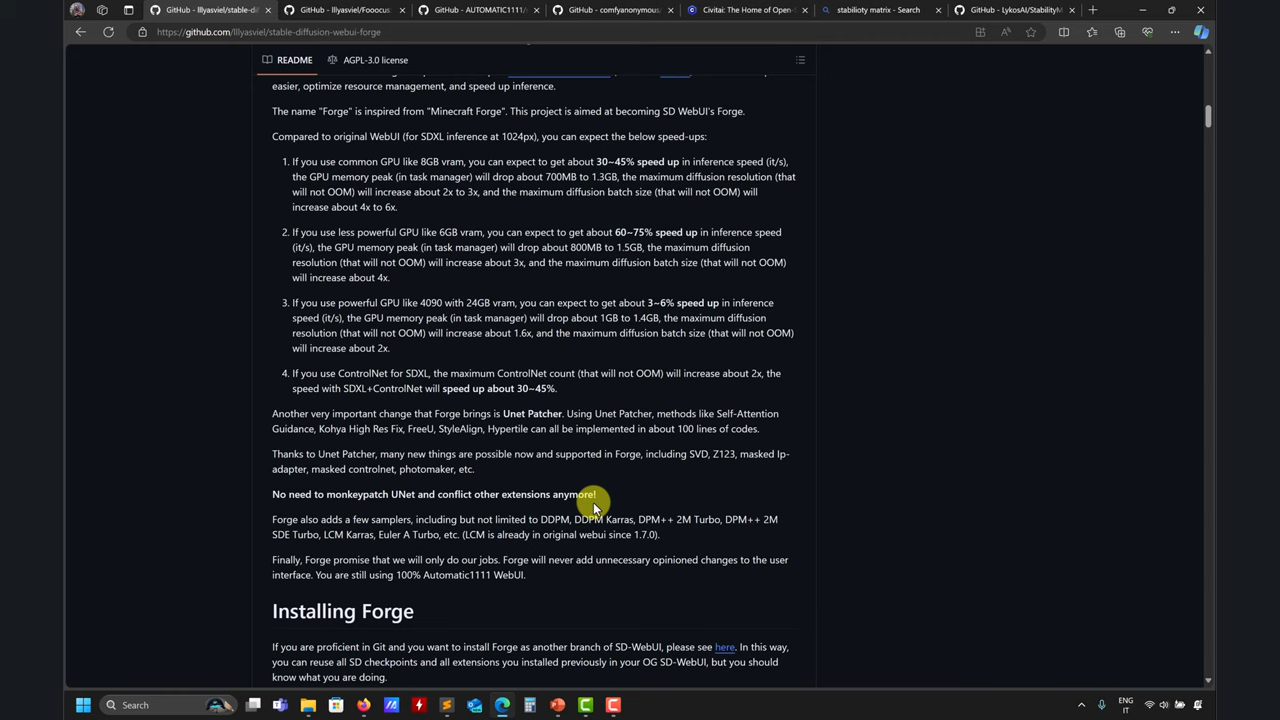 GitHub - lllyasviel/stable-dif
GitHub - lllyasviel/Fooocus:
GitHub - AUTOMATIC1111/
GitHub - comfyanonymous
Civitai: The Home of Open-S
stabilioty matrix - Search
GitHub - LykosAI/StabilityM
https://github.com/lllyasviel/stable-diffusion-webui-forge
README
AGPL-3.0 license
easier, optimize resource management, and speed up inference.
The name "Forge" is inspired from "Minecraft Forge". This project is aimed at becoming SD WebUI's Forge.
Compared to original WebUI (for SDXL inference at 1024px), you can expect the below speed-ups:
1. If you use common GPU like 8GB vram, you can expect to get about 30~45% speed up in inference speed (it/s),
the GPU memory peak (in task manager) will drop about 700MB to 1.3GB, the maximum diffusion resolution (that
will not OOM) will increase about 2x to 3x, and the maximum diffusion batch size (that will not OOM) will
increase about 4x to 6x.
2. If you use less powerful GPU like 6GB vram, you can expect to get about 60~75% speed up in inference speed
(it/s), the GPU memory peak (in task manager) will drop about 800MB to 1.5GB, the maximum diffusion
resolution (that will not OOM) will increase about 3x, and the maximum diffusion batch size (that will not OOM)
will increase about 4x.
3. If you use powerful GPU like 4090 with 24GB vram, you can expect to get about 3~6% speed up in inference
speed (it/s), the GPU memory peak (in task manager) will drop about 1GB to 1.4GB, the maximum diffusion
resolution (that will not OOM) will increase about 1.6x, and the maximum diffusion batch size (that will not OOM)
will increase about 2x.
4. If you use ControlNet for SDXL, the maximum ControlNet count (that will not OOM) will increase about 2x, the
speed with SDXL+ControlNet will speed up about 30~45%.
Another very important change that Forge brings is Unet Patcher. Using Unet Patcher, methods like Self-Attention
Guidance, Kohya High Res Fix, FreeU, StyleAlign, Hypertile can all be implemented in about 100 lines of codes.
Thanks to Unet Patcher, many new things are possible now and supported in Forge, including SVD, Z123, masked Ip-
adapter, masked controlnet, photomaker, etc.
No need to monkeypatch UNet and conflict other extensions anymore!
Forge also adds a few samplers, including but not limited to DDPM, DDPM Karras, DPM++ 2M Turbo, DPM++ 2M
SDE Turbo, LCM Karras, Euler A Turbo, etc. (LCM is already in original webui since 1.7.0).
Finally, Forge promise that we will only do our jobs. Forge will never add unnecessary opinioned changes to the user
interface. You are still using 100% Automatic1111 WebUI.
Installing Forge
If you are proficient in Git and you want to install Forge as another branch of SD-WebUI, please see here. In this way,
you can reuse all SD checkpoints and all extensions you installed previously in your OG SD-WebUI, but you should
know what you are doing.
Search
ENG
IT